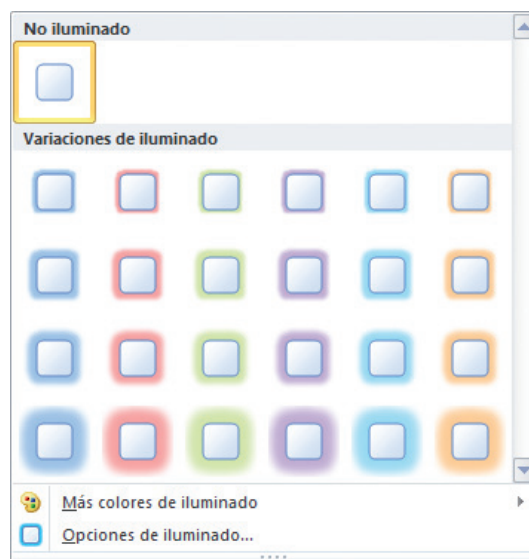 No iluminado
Variaciones de iluminado
Más colores de iluminado
Opciones de iluminado...